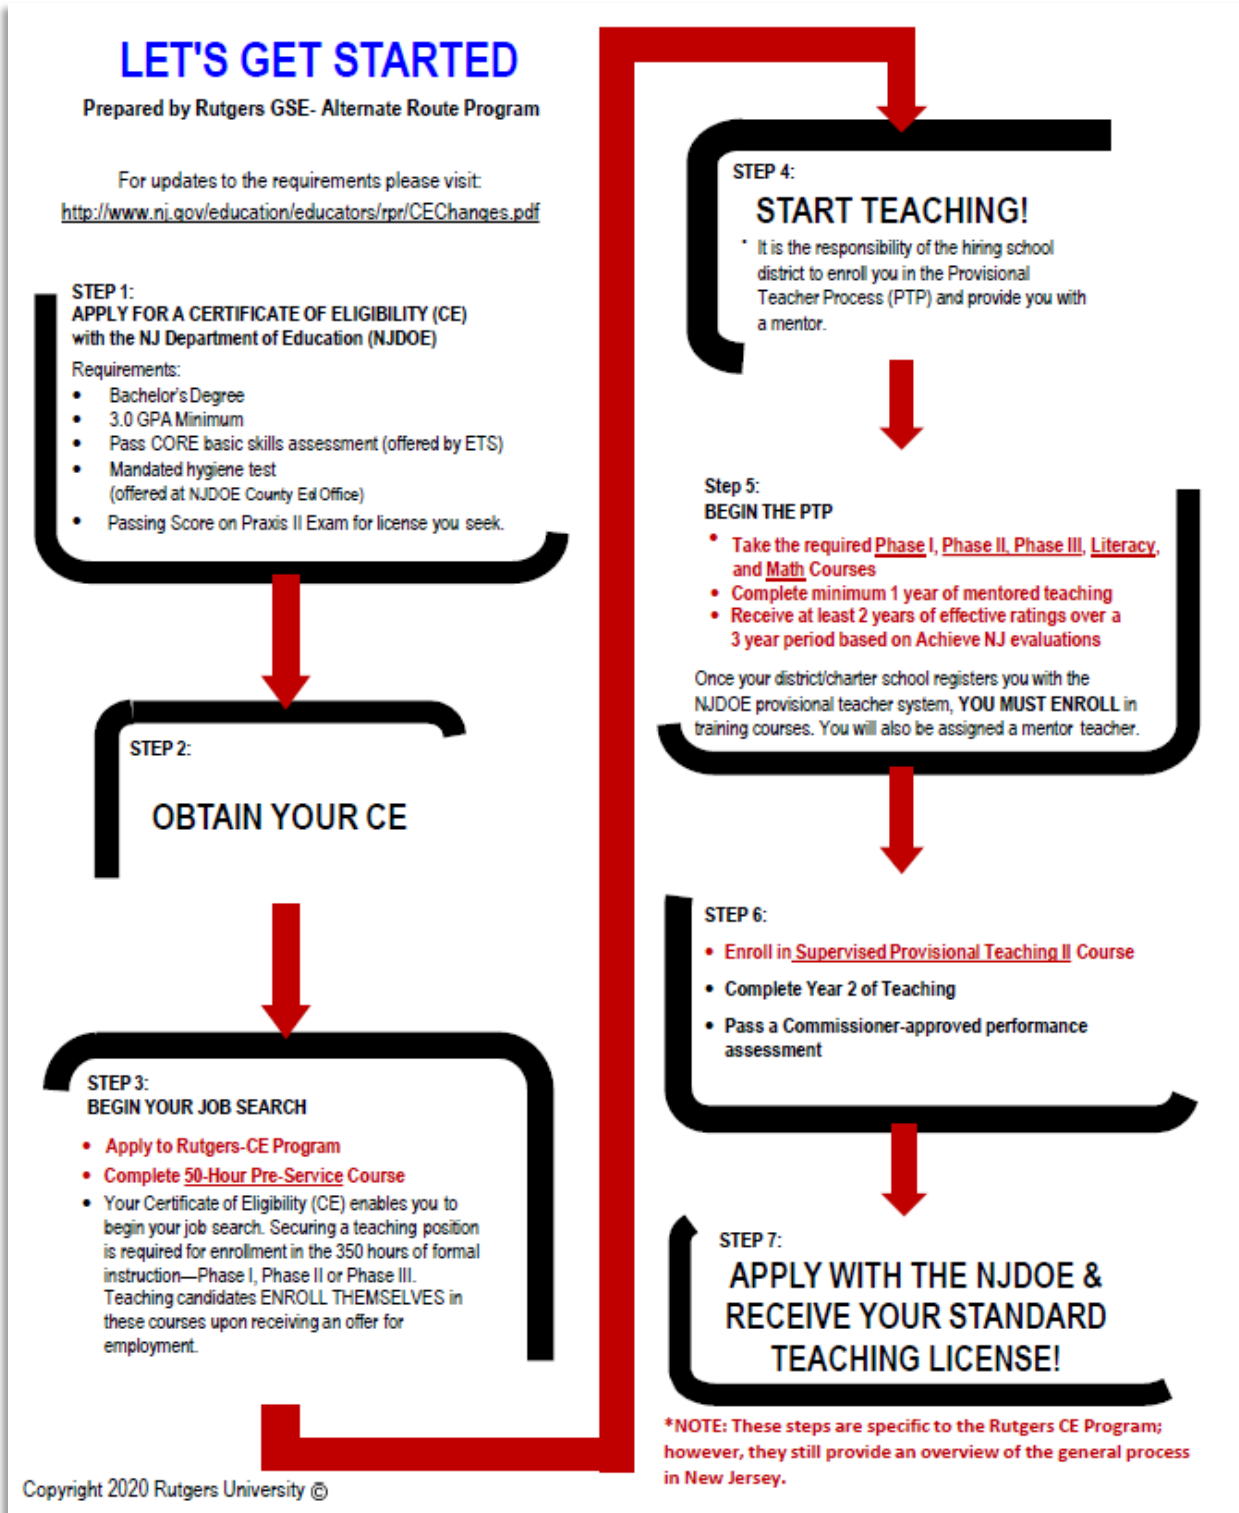 LET'S GET STARTED
Prepared by Rutgers GSE- Alternate Route Program
For updates to the requirements please visit:
http://www.nj.gov/education/educators/rpr/CEChanges.pdf
STEP 1:
APPLY FOR A CERTIFICATE OF ELIGIBILITY (CE)
with the NJ Department of Education (NJDOE)
Requirements:
• Bachelor's Degree
• 3.0 GPA Minimum
• Pass CORE basic skills assessment (offered by ETS)
• Mandated hygiene test
(offered at NJDOE County Ed Office)
• Passing Score on Praxis II Exam for license you seek.
STEP 2:
OBTAIN YOUR CE
STEP 3:
BEGIN YOUR JOB SEARCH
• Apply to Rutgers-CE Program
• Complete 50-Hour Pre-Service Course
• Your Certificate of Eligibility (CE) enables you to
begin your job search. Securing a teaching position
is required for enrollment in the 350 hours of formal
instruction—Phase I, Phase II or Phase III.
Teaching candidates ENROLL THEMSELVES in
these courses upon receiving an offer for
employment.
Copyright 2020 Rutgers University ©
STEP 4:
START TEACHING!
• It is the responsibility of the hiring school
district to enroll you in the Provisional
Teacher Process (PTP) and provide you with
a mentor.
Step 5:
BEGIN THE PTP
• Take the required Phase I, Phase II, Phase III, Literacy,
and Math Courses
• Complete minimum 1 year of mentored teaching
• Receive at least 2 years of effective ratings over a
3 year period based on Achieve NJ evaluations
Once your district/charter school registers you with the
NJDOE provisional teacher system, YOU MUST ENROLL in
training courses. You will also be assigned a mentor teacher.
STEP 6:
• Enroll in Supervised Provisional Teaching II Course
• Complete Year 2 of Teaching
• Pass a Commissioner-approved performance
assessment
STEP 7:
APPLY WITH THE NJDOE &
RECEIVE YOUR STANDARD
TEACHING LICENSE!
*NOTE: These steps are specific to the Rutgers CE Program;
however, they still provide an overview of the general process
in New Jersey.